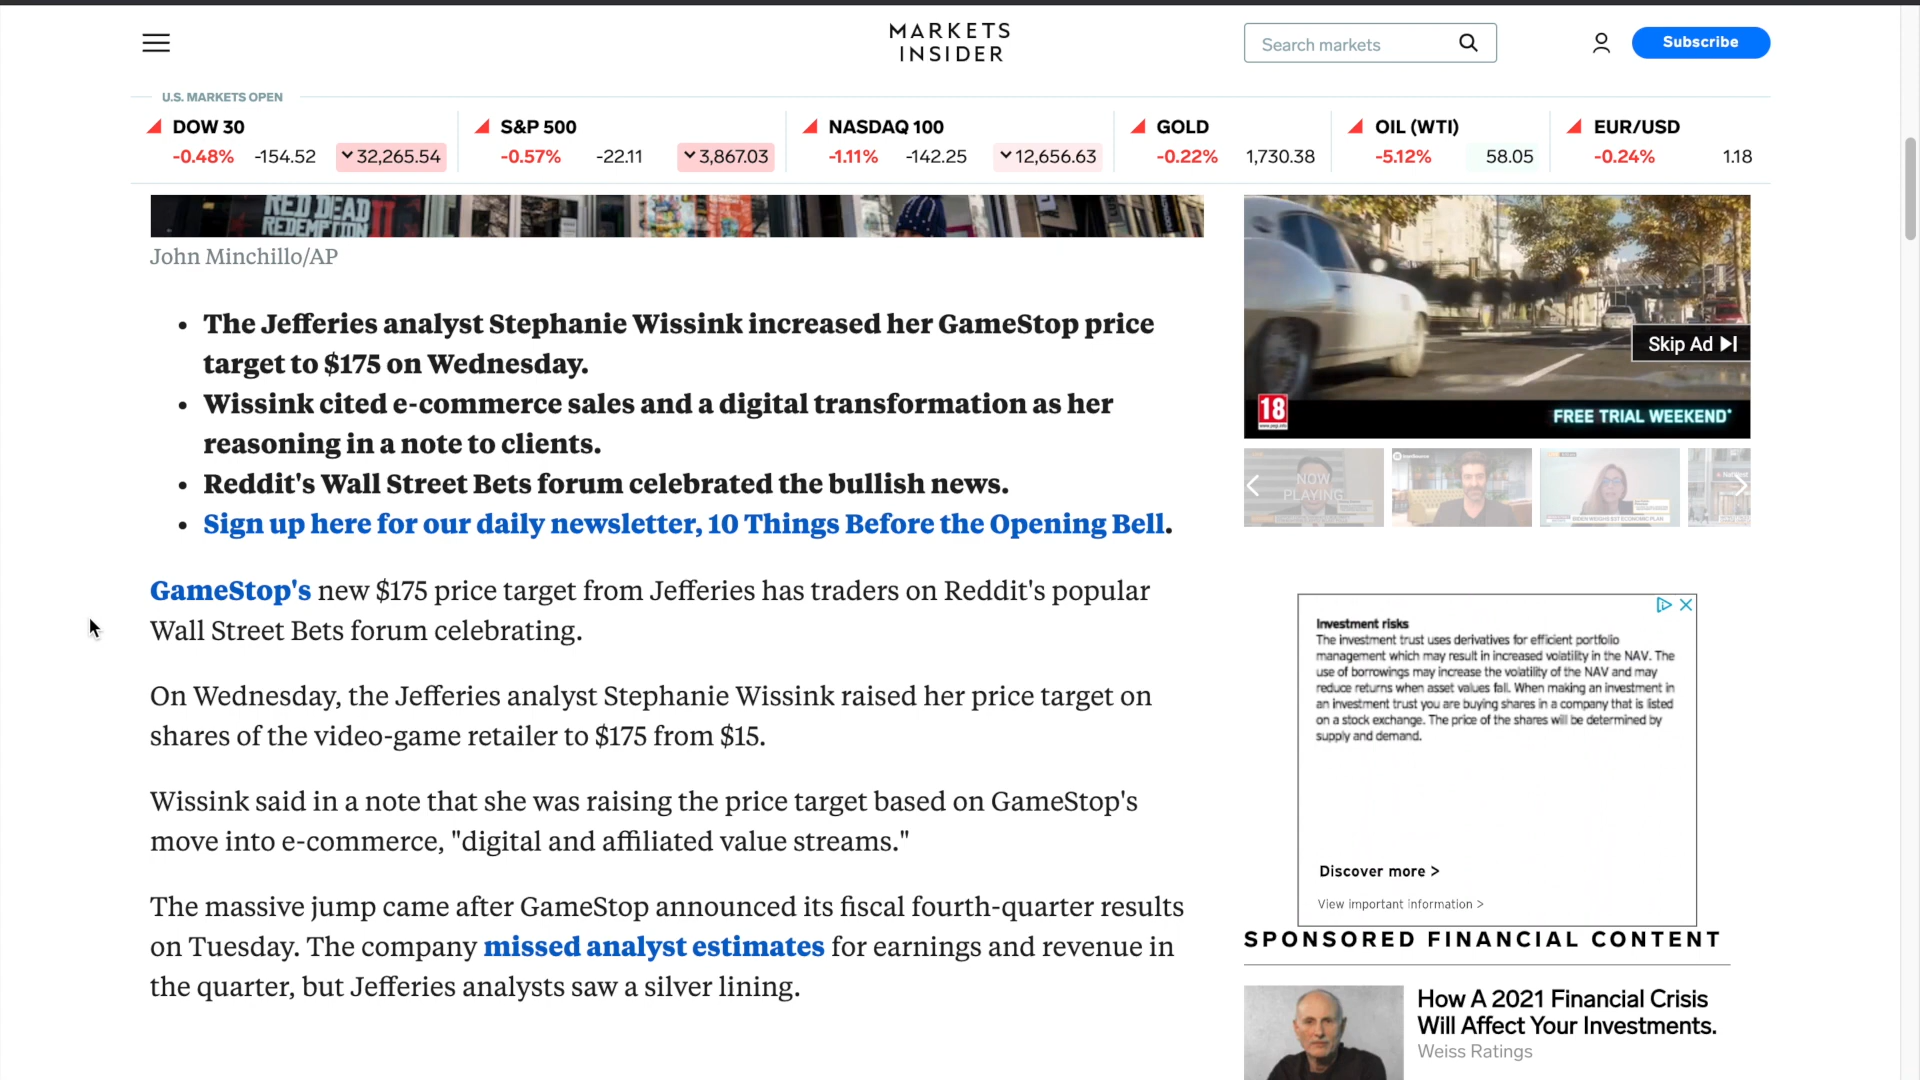 MARKETS
INSIDER
Search markets
Subscribe
U.S. MARKETS OPEN
DOW 30
-0.48% -154.52 32,265.54
S&P 500
-0.57% -22.11 3,867.03
NASDAQ 100
-1.11% -142.25 12,656.63
GOLD
-0.22% 1,730.38
OIL (WTI)
-5.12% 58.05
EUR/USD
-0.24% 1.18
RED DEAD
REDEMPTION II
John Minchillo/AP
• The Jefferies analyst Stephanie Wissink increased her GameStop price
target to $175 on Wednesday.
• Wissink cited e-commerce sales and a digital transformation as her
reasoning in a note to clients.
• Reddit's Wall Street Bets forum celebrated the bullish news.
• Sign up here for our daily newsletter, 10 Things Before the Opening Bell.
GameStop's new $175 price target from Jefferies has traders on Reddit's popular
Wall Street Bets forum celebrating.
On Wednesday, the Jefferies analyst Stephanie Wissink raised her price target on
shares of the video-game retailer to $175 from $15.
Wissink said in a note that she was raising the price target based on GameStop's
move into e-commerce, "digital and affiliated value streams."
The massive jump came after GameStop announced its fiscal fourth-quarter results
on Tuesday. The company missed analyst estimates for earnings and revenue in
the quarter, but Jefferies analysts saw a silver lining.
Skip Ad
18
FREE TRIAL WEEKEND*
NOW
PLAYING
Investment risks
The investment trust uses derivatives for efficient portfolio
management which may result in increased volatility in the NAV. The
use of borrowings may increase the volatility of the NAV and may
reduce returns when asset values fall. When making an investment in
an investment trust you are buying shares in a company that is listed
on a stock exchange. The price of the shares will be determined by
supply and demand.
Discover more >
View important information >
SPONSORED FINANCIAL CONTENT
How A 2021 Financial Crisis
Will Affect Your Investments.
Weiss Ratings